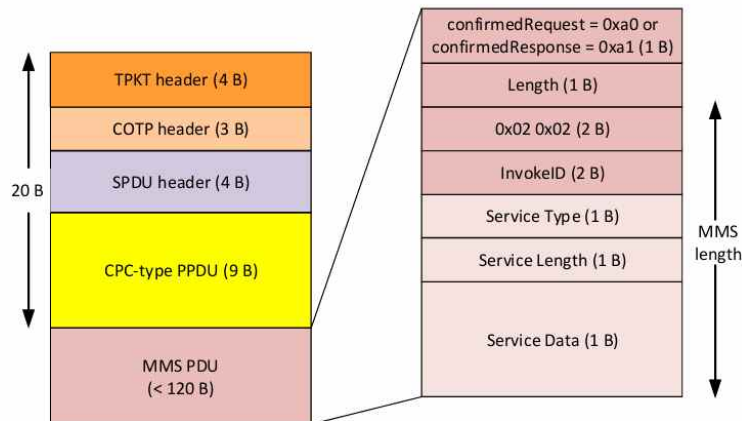 TPKT header (4 B)
COTP header (3 B)
SPDU header (4 B)
20 B
CPC-type PPDU (9 B)
MMS PDU
(< 120 B)
confirmedRequest = 0xa0 or
confirmedResponse = 0xa1 (1 B)
Length (1 B)
0x02 0x02 (2 B)
InvokeID (2 B)
Service Type (1 B)
Service Length (1 B)
Service Data (1 B)
MMS
length